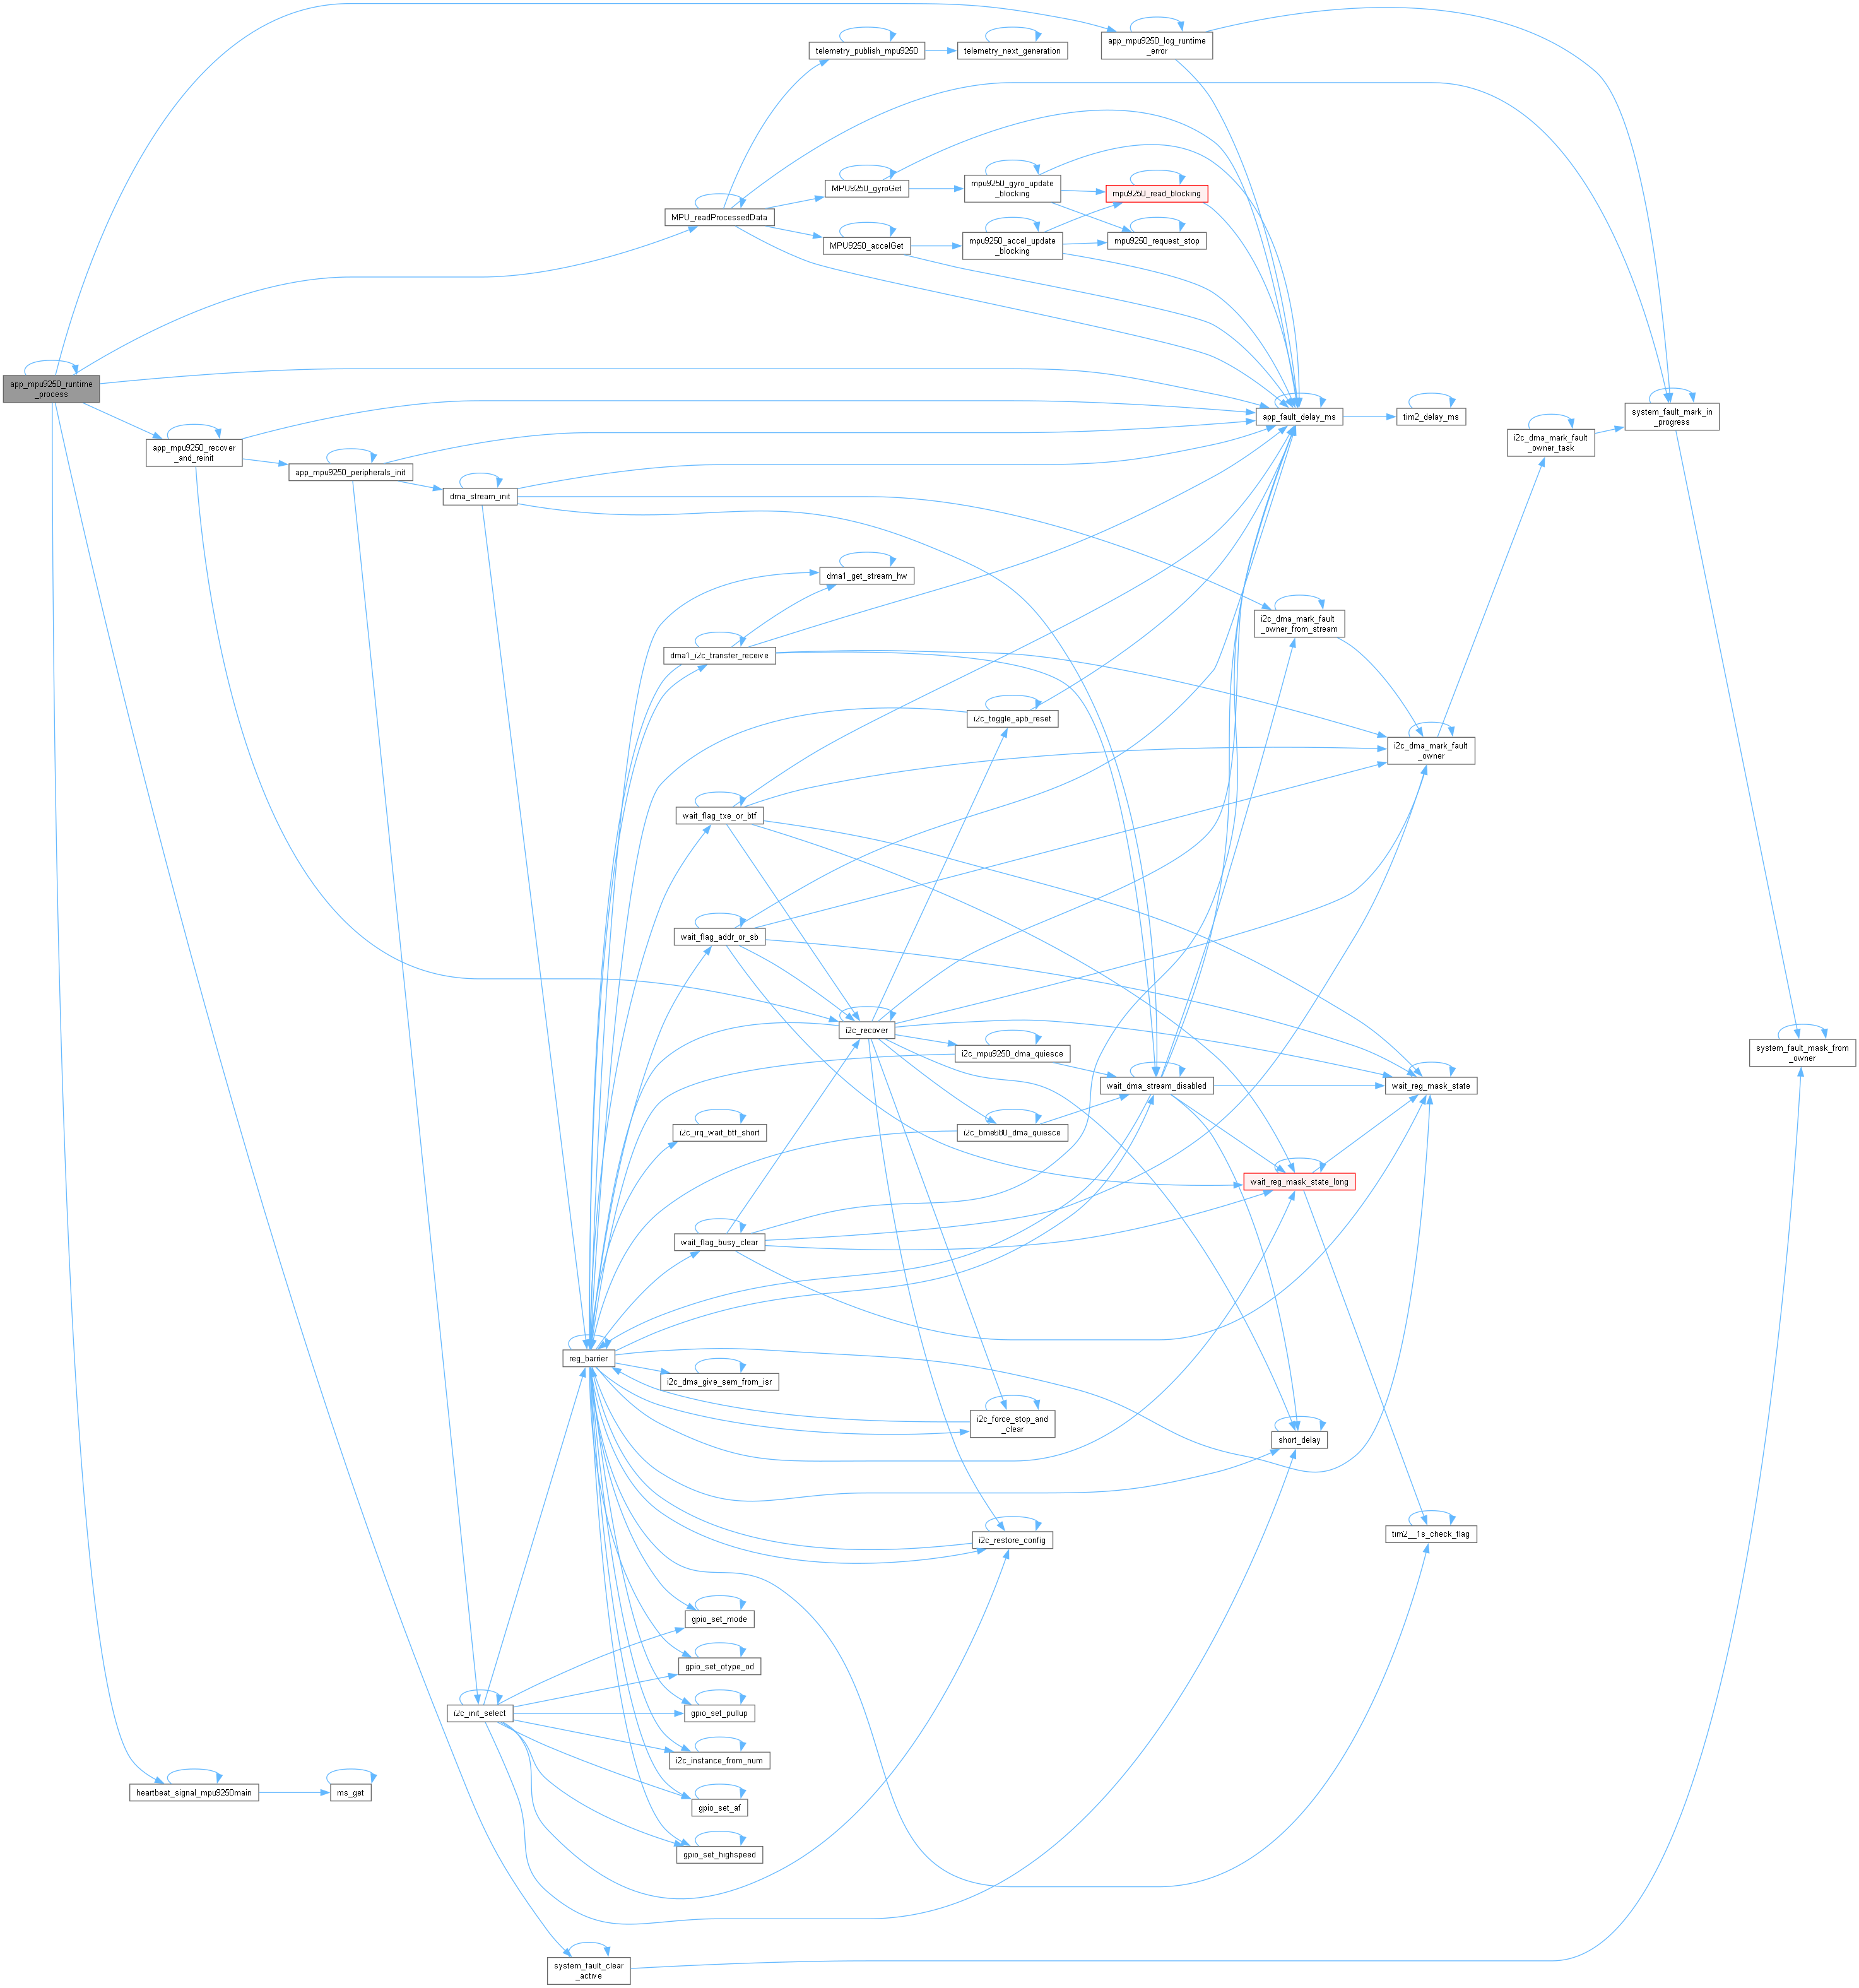 app_mpu9250_log_runtime
_error
telemetry_publish_mpu9250
telemetry_next_generation
MPU9250_gyroGet
mpu9250_gyro_update
_blocking
mpu9250_read_blocking
MPU_readProcessedData
MPU9250_accelGet
mpu9250_accel_update
_blocking
mpu9250_request_stop
app_mpu9250_runtime
_process
app_fault_delay_ms
tim2_delay_ms
system_fault_mark_in
_progress
i2c_dma_mark_fault
_owner_task
app_mpu9250_recover
_and_reinit
app_mpu9250_peripherals_init
dma_stream_init
dma1_get_stream_hw
i2c_dma_mark_fault
_owner_from_stream
dma1_i2c_transfer_receive
i2c_toggle_apb_reset
i2c_dma_mark_fault
_owner
wait_flag_txe_or_btf
wait_flag_addr_or_sb
i2c_recover
i2c_mpu9250_dma_quiesce
system_fault_mask_from
_owner
wait_dma_stream_disabled
wait_reg_mask_state
i2c_irq_wait_btf_short
i2c_bme680_dma_quiesce
wait_reg_mask_state_long
wait_flag_busy_clear
reg_barrier
i2c_dma_give_sem_from_isr
i2c_force_stop_and
_clear
short_delay
i2c_restore_config
tim2__1s_check_flag
gpio_set_mode
gpio_set_otype_od
i2c_init_select
gpio_set_pullup
i2c_instance_from_num
heartbeat_signal_mpu9250main
ms_get
gpio_set_af
gpio_set_highspeed
system_fault_clear
_active